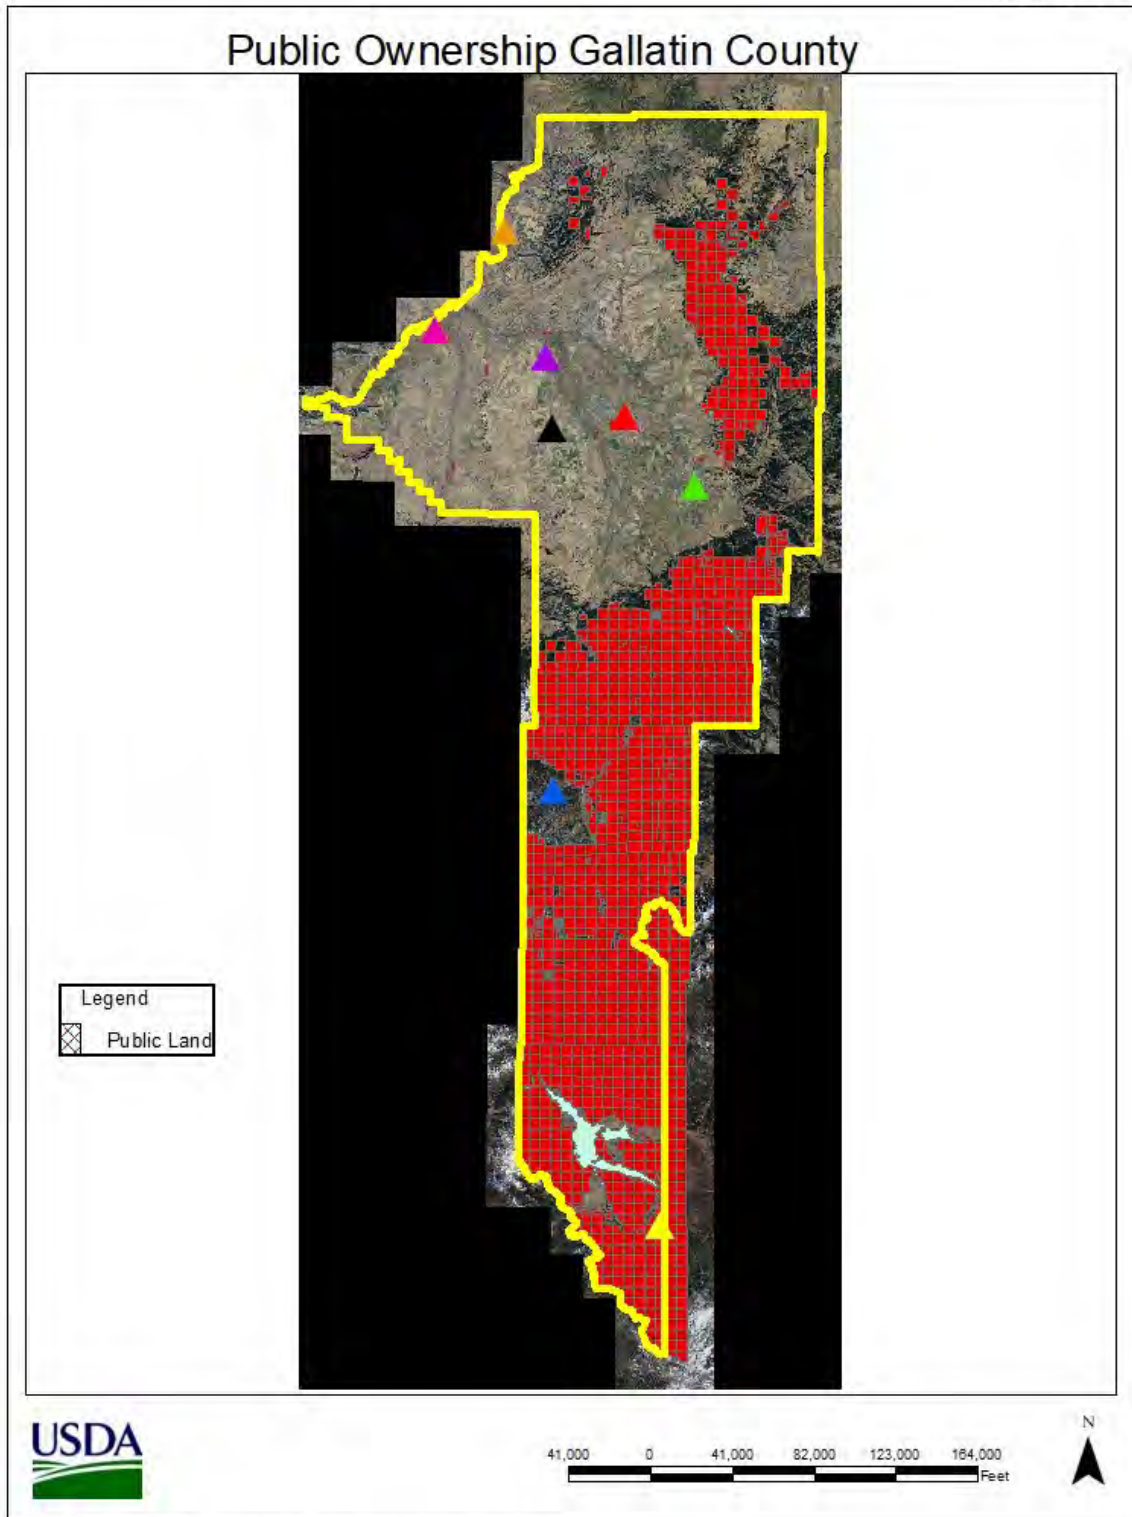 Public Ownership Gallatin County
Legend
Public Land
USDA
41,000 0 41,000 82,000 123,000 164,000
Feet
N